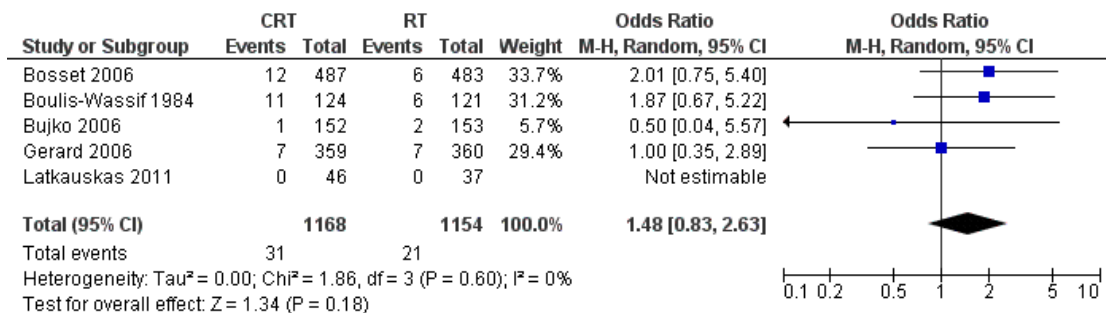 CRT RT Odds Ratio Odds Ratio
Study or Subgroup Events Total Events Total Weight M-H, Random, 95% CI M-H, Random, 95% CI
Bosset 2006 12 487 6 483 33.7% 2.01 [0.75, 5.40]
Boulis-Wassif 1984 11 124 6 121 31.2% 1.87 [0.67, 5.22]
Bujko 2006 1 152 2 153 5.7% 0.50 [0.04, 5.57]
Gerard 2006 7 359 7 360 29.4% 1.00 [0.35, 2.89]
Latkauskas 2011 0 46 0 37 Not estimable
Total (95% CI) 1168 1154 100.0% 1.48 [0.83, 2.63]
Total events 31 21
Heterogeneity: Tau² = 0.00; Chi² = 1.86, df = 3 (P = 0.60); I² = 0%
Test for overall effect: Z = 1.34 (P = 0.18)
0.1 0.2 0.5 1 2 5 10